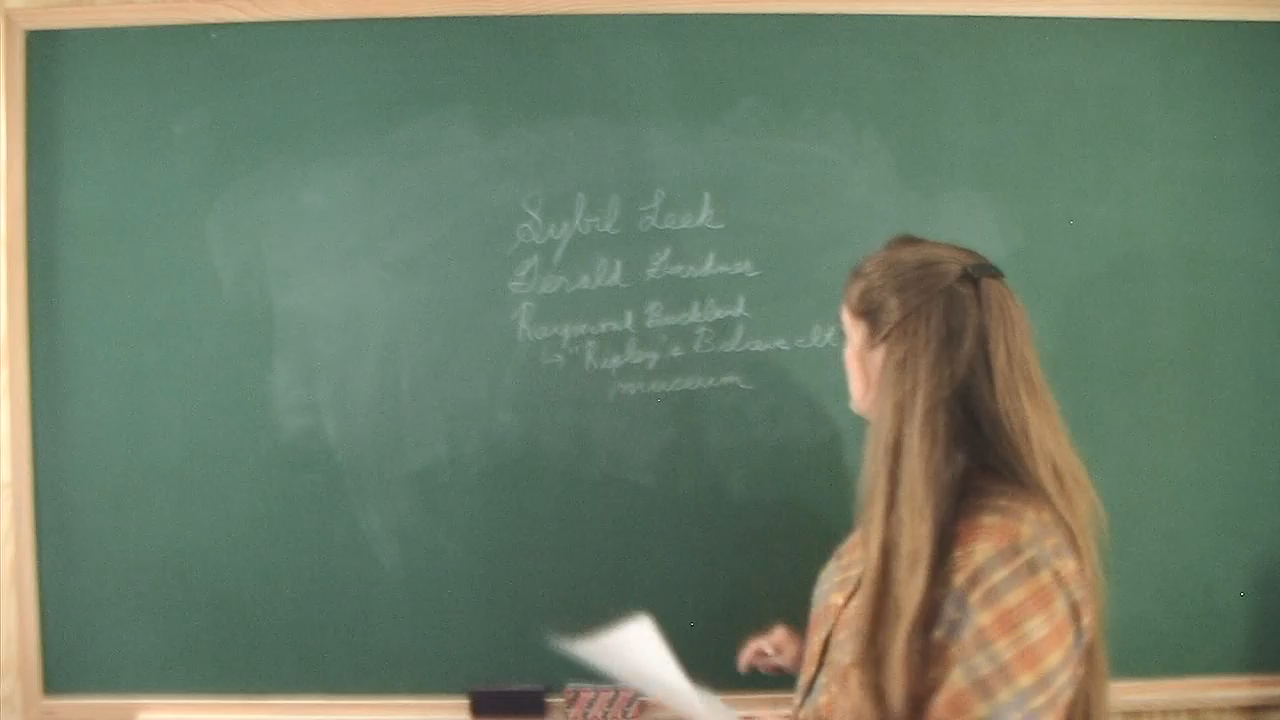 Sybil Leek
Gerald Gardner
Raymond Buckland
↳ "Ripley's Believe It
museum